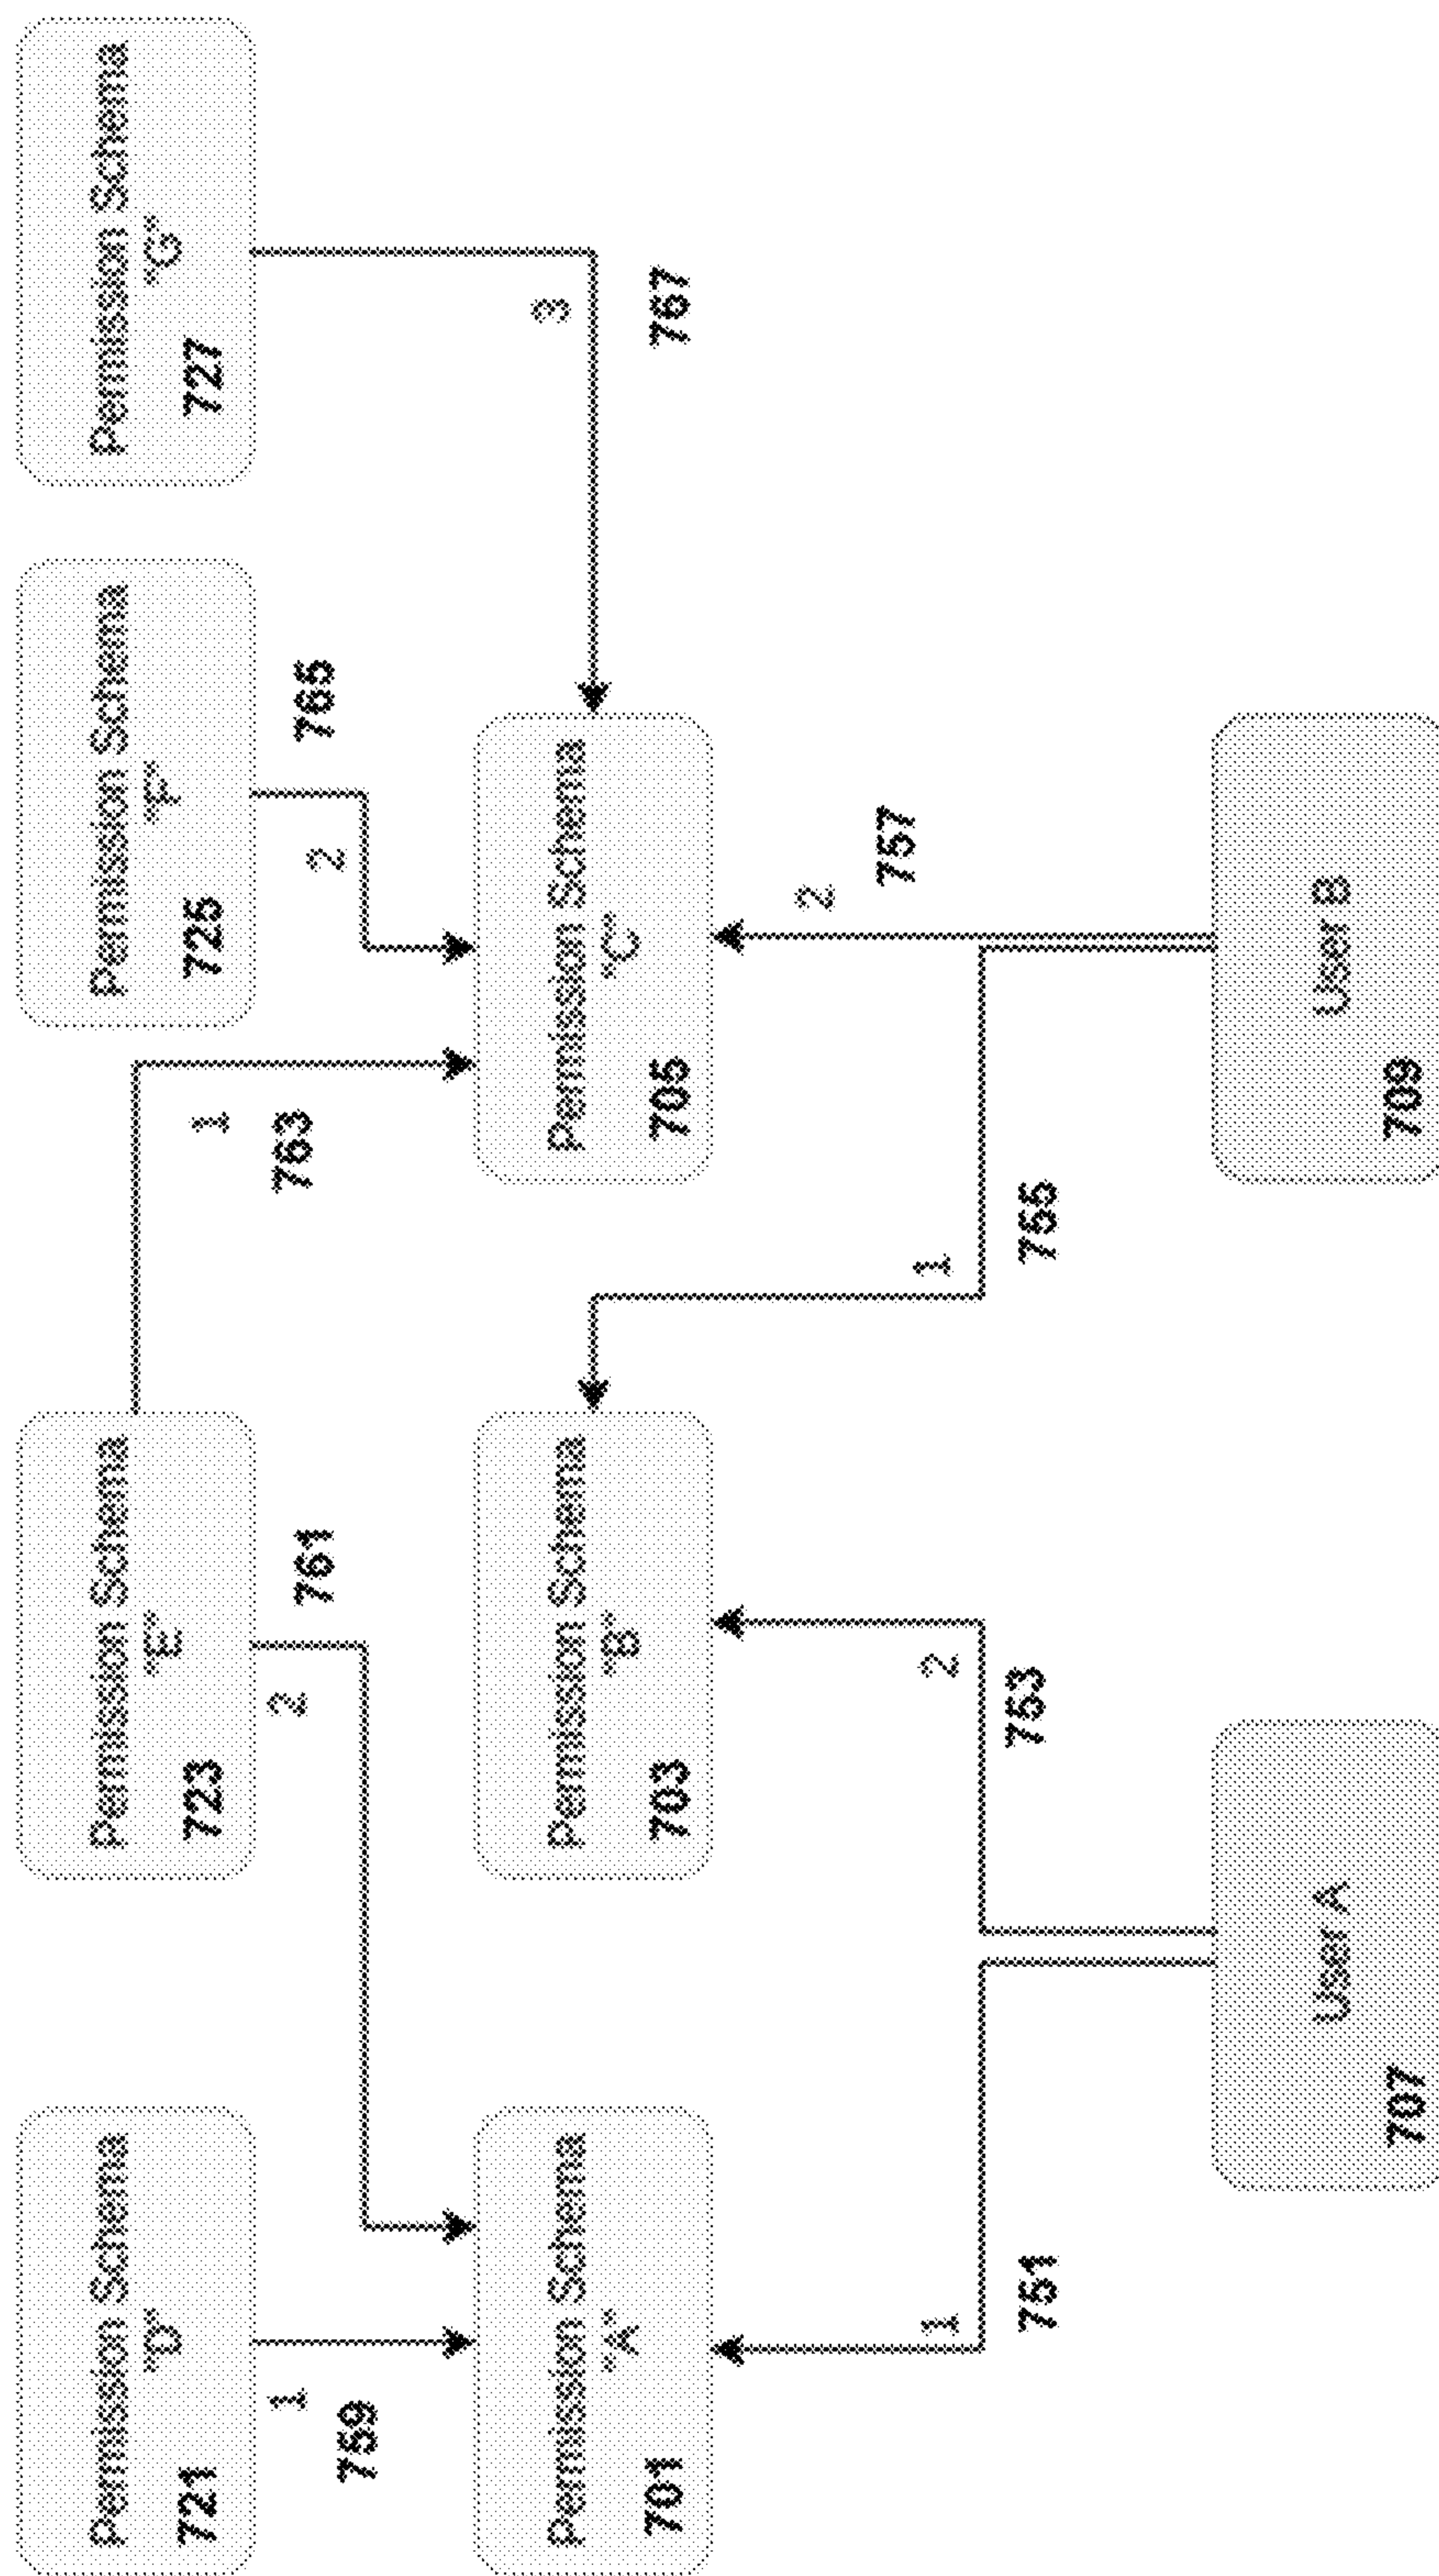 Permission Schema
"D"
721
Permission Schema
"E"
723
Permission Schema
"F"
725
Permission Schema
"G"
727
1
759
2
761
1
763
2
765
3
767
Permission Schema
"A"
701
Permission Schema
"B"
703
Permission Schema
"C"
705
1
751
2
753
1
755
2
757
User A
707
User B
709